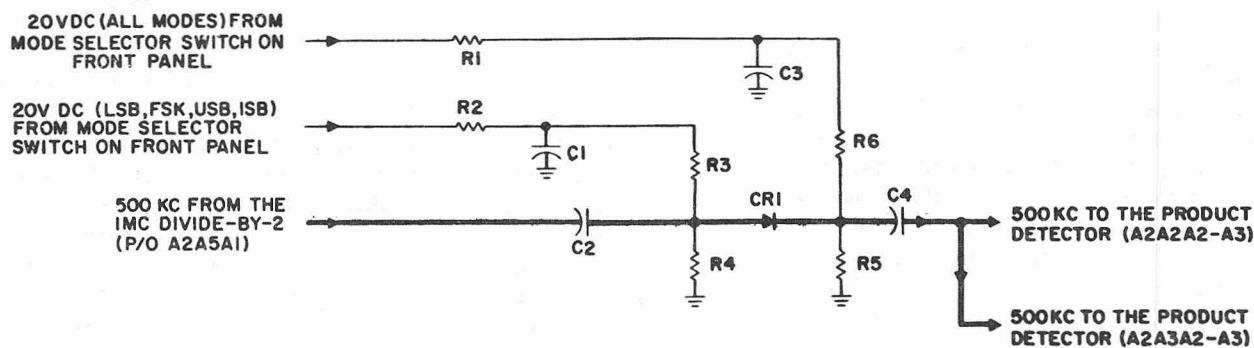 20VDC (ALL MODES) FROM
MODE SELECTOR SWITCH ON
FRONT PANEL
R1
C3
20V DC (LSB,FSK,USB,ISB)
FROM MODE SELECTOR
SWITCH ON FRONT PANEL
R2
C1
R3
R6
500 KC FROM THE
IMC DIVIDE-BY-2
(P/O A2A5A1)
C2
CR1
C4
R4
R5
500KC TO THE PRODUCT
DETECTOR (A2A2A2-A3)
500KC TO THE PRODUCT
DETECTOR (A2A3A2-A3)